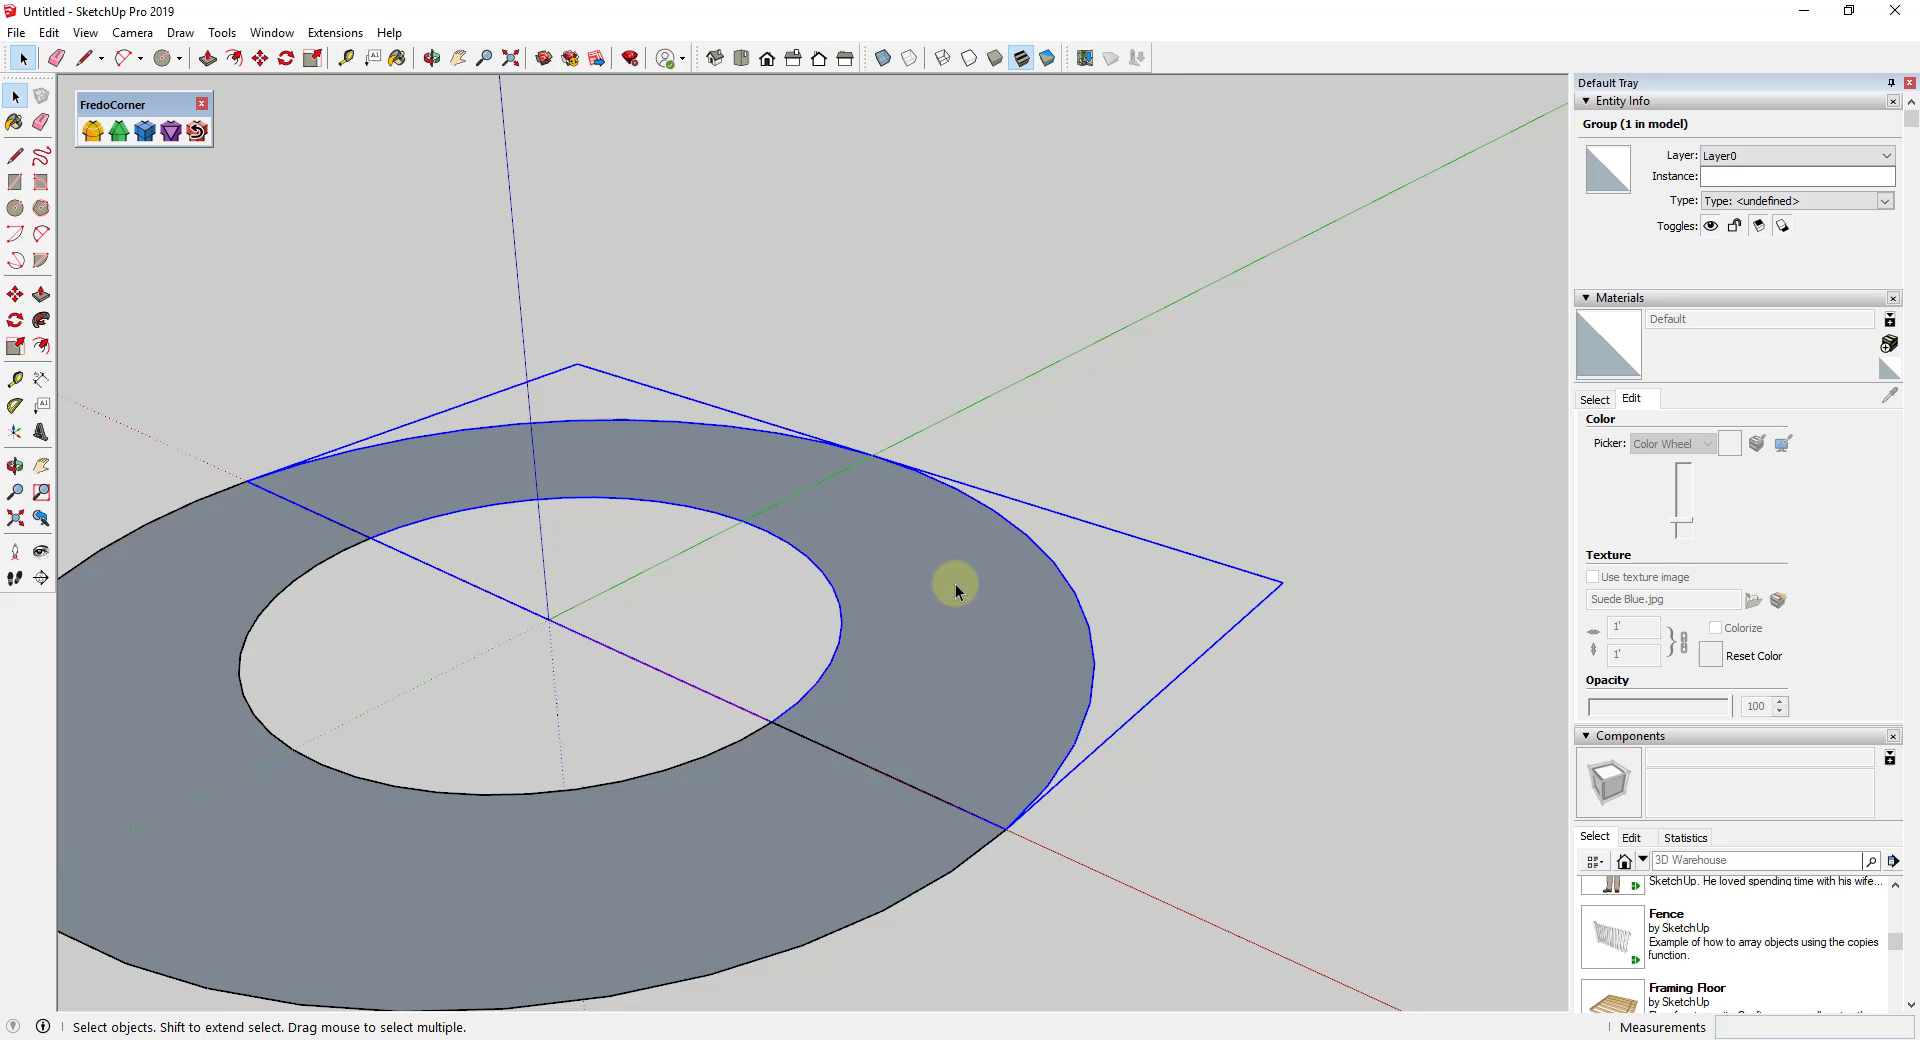 Untitled - SketchUp Pro 2019
File Edit View Camera Draw Tools Window Extensions Help
FredoCorner
Default Tray
Entity Info
Group (1 in model)
Layer: Layer0
Instance:
Type: Type: <undefined>
Toggles:
Materials
Default
Select Edit
Color
Picker: Color Wheel
Texture
Use texture image
Suede Blue.jpg
1' Colorize
1' Reset Color
Opacity
100
Components
Select Edit Statistics
3D Warehouse
SketchUp. He loved spending time with his wife...
Fence
by SketchUp
Example of how to array objects using the copies
function.
Framing Floor
by SketchUp
Select objects. Shift to extend select. Drag mouse to select multiple.
Measurements